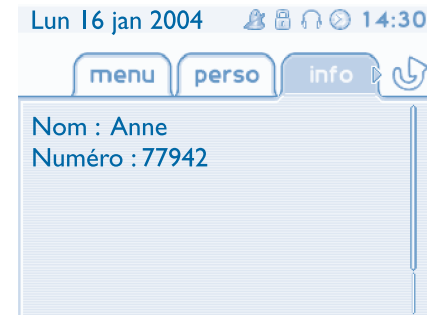 Lun 16 jan 2004 14:30
menu perso info
Nom : Anne
Numéro : 77942